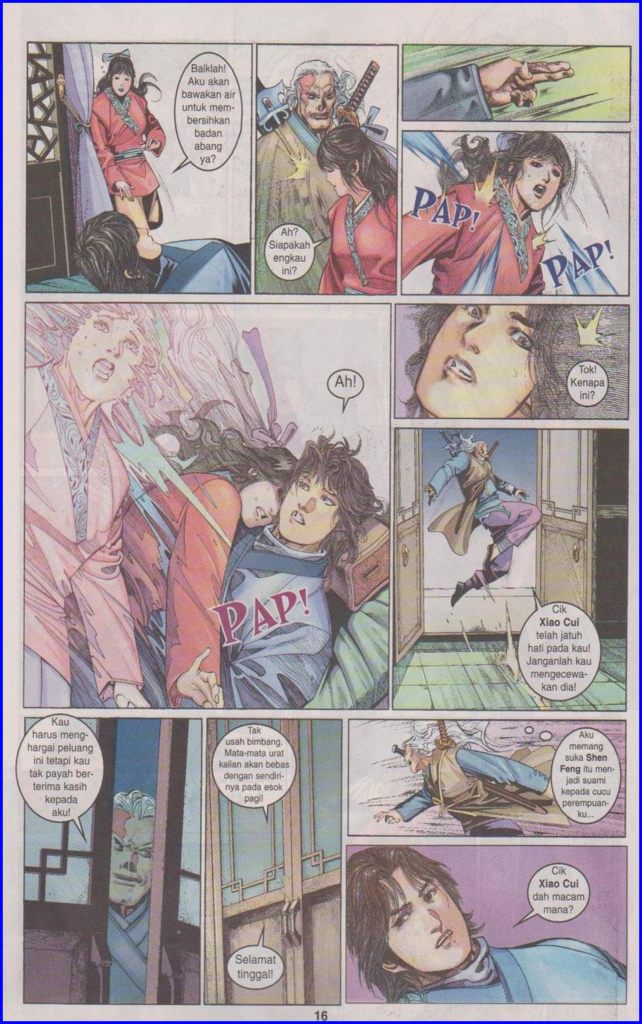 Baiklah!
Aku akan
bawakan air
untuk mem-
bersihkan
badan
abang
ya?
Ah?
Siapakah
engkau
ini?
PAP!
PAP!
Ah!
PAP!
Tok!
Kenapa
ini?
Cik
Xiao Cui
telah jatuh
hati pada kau!
Janganlah kau
mengecewa-
kan dia!
Kau
harus meng-
hargai peluang
ini tetapi kau
tak payah ber-
terima kasih
kepada
aku!
Tak
usah bimbang.
Mata-mata urat
kalian akan bebas
dengan sendiri-
nya pada esok
pagi!
Selamat
tinggal!
Aku
memang
suka Shen
Feng itu men-
jadi suami
kepada cucu
perempuan-
ku...
Cik
Xiao Cui
dah macam
mana?
16